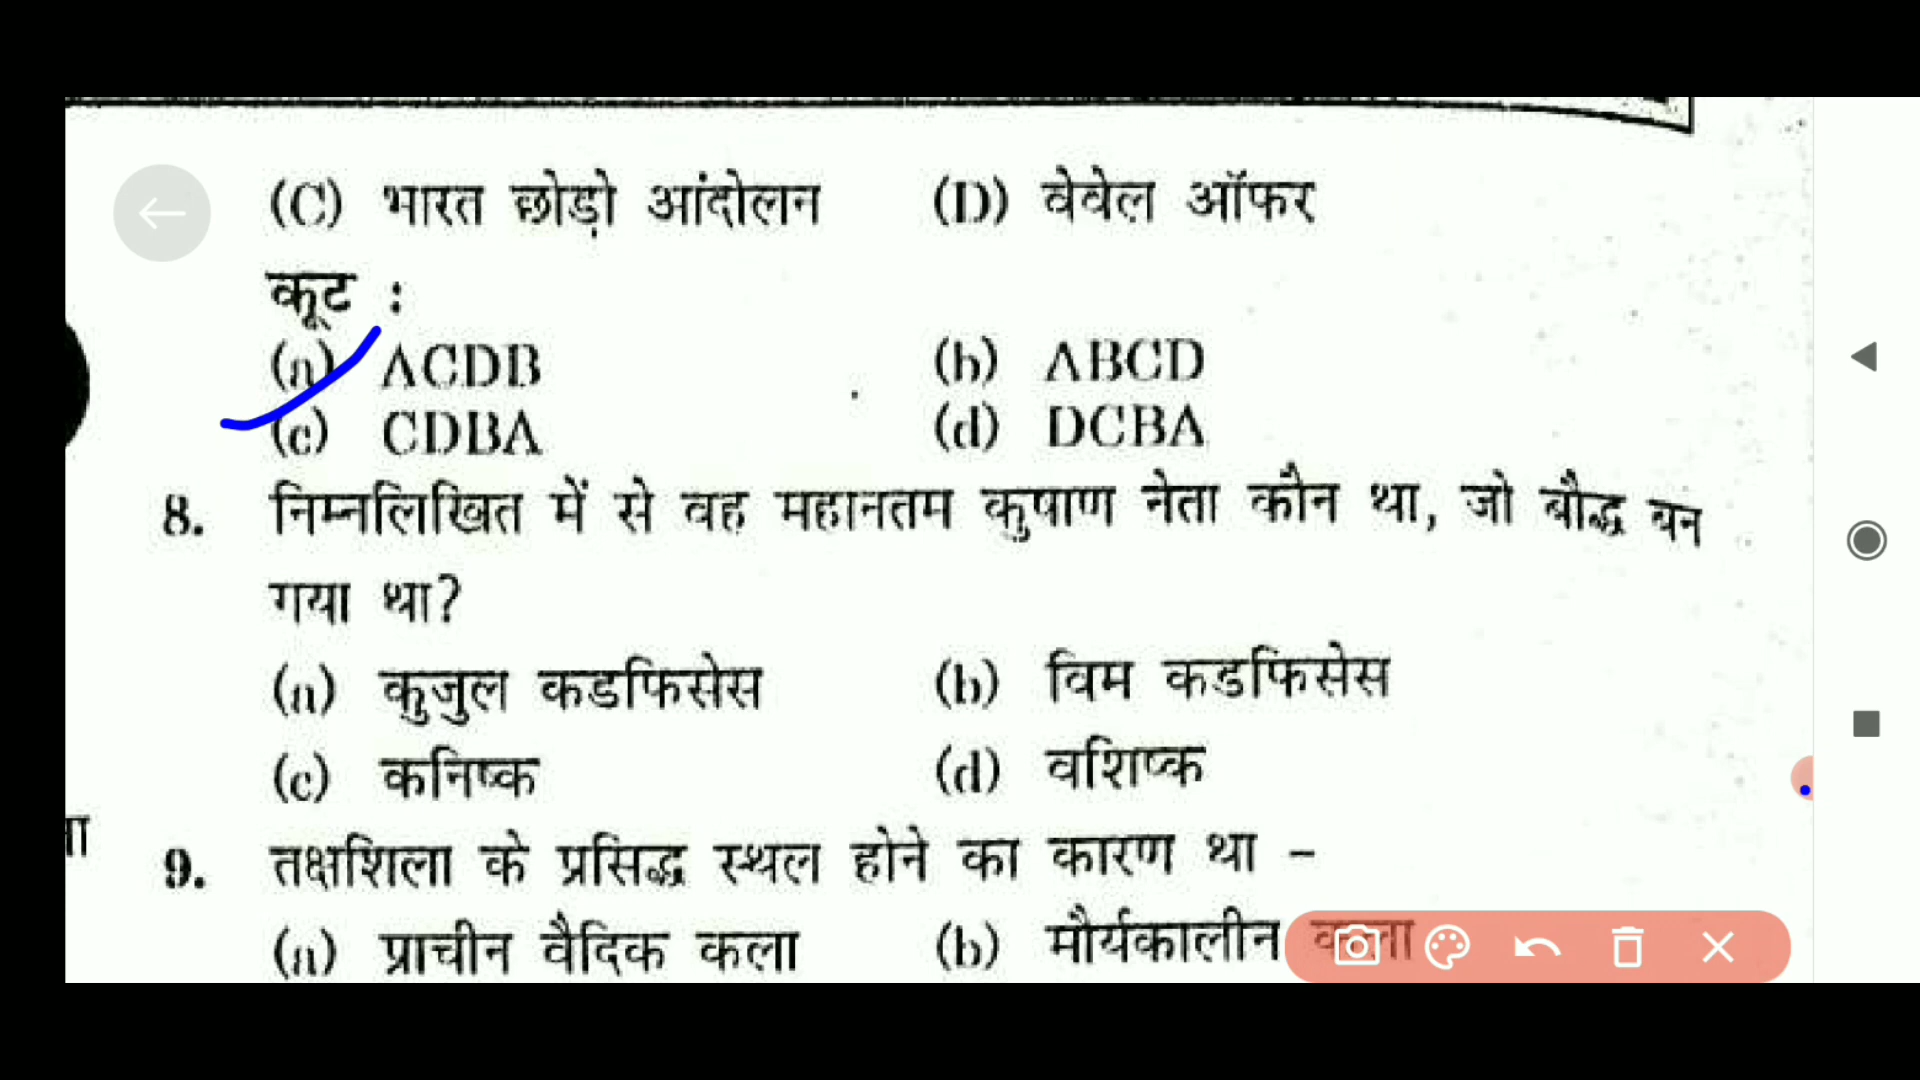 (C) भारत छोड़ो आंदोलन (D) वेवेल ऑफर
कूट :
(a) ACDB (b) ABCD
(c) CDBA (d) DCBA
8. निम्नलिखित में से वह महानतम कुषाण नेता कौन था, जो बौद्ध बन
गया था?
(a) कुजुल कडफिसेस (b) विम कडफिसेस
(c) कनिष्क (d) वशिष्क
9. तक्षशिला के प्रसिद्ध स्थल होने का कारण था –
(a) प्राचीन वैदिक कला (b) मौर्यकालीन कला